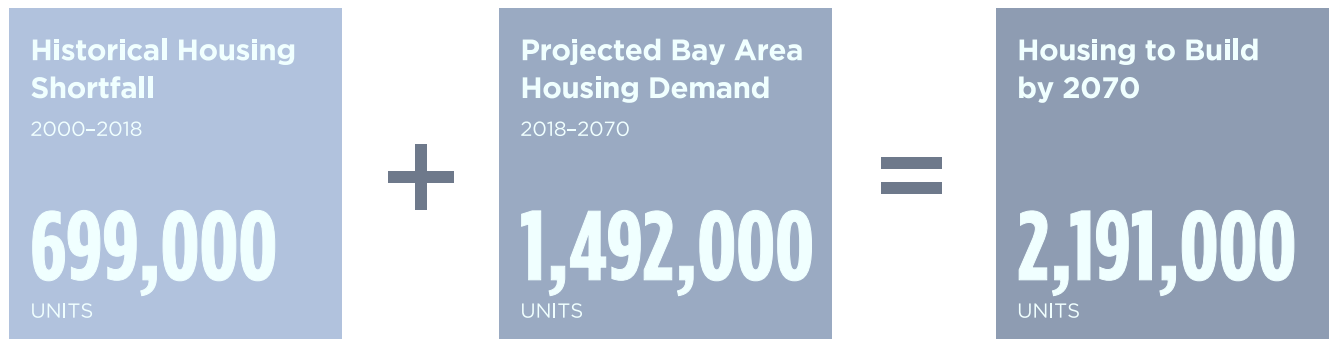 Historical Housing
Shortfall
2000–2018
699,000
UNITS
+
Projected Bay Area
Housing Demand
2018–2070
1,492,000
UNITS
=
Housing to Build
by 2070
2,191,000
UNITS